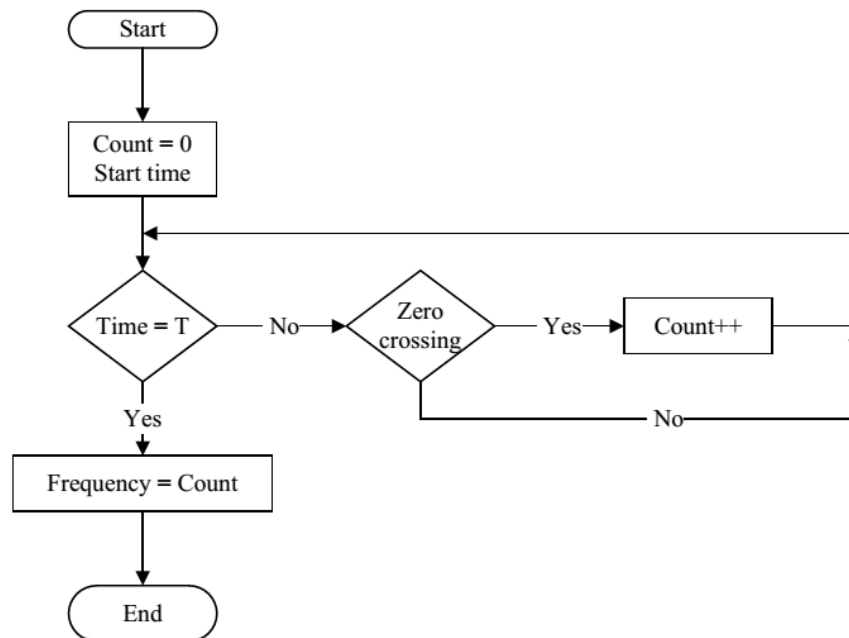 Start
Count = 0
Start time
Time = T
No
Zero
crossing
Yes
Count++
Yes
No
Frequency = Count
End